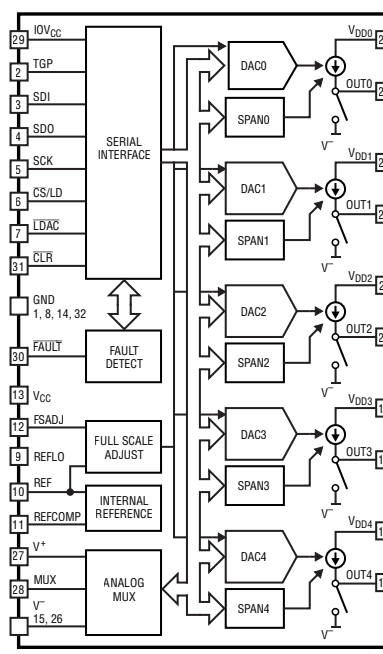 29 IOVCC
2 TGP
3 SDI
4 SDO
5 SCK
6 CS/LD
7 LDAC
31 CLR
GND
1, 8, 14, 32
30 FAULT
13 VCC
12 FSADJ
9 REFLO
10 REF
11 REFCOMP
27 V+
28 MUX
V–
15, 26
SERIAL
INTERFACE
FAULT
DETECT
FULL SCALE
ADJUST
INTERNAL
REFERENCE
ANALOG
MUX
DAC0
SPAN0
VDD0
OUT0
V–
DAC1
SPAN1
VDD1
OUT1
V–
DAC2
SPAN2
VDD2
OUT2
V–
DAC3
SPAN3
VDD3
OUT3
V–
DAC4
SPAN4
VDD4
OUT4
V–